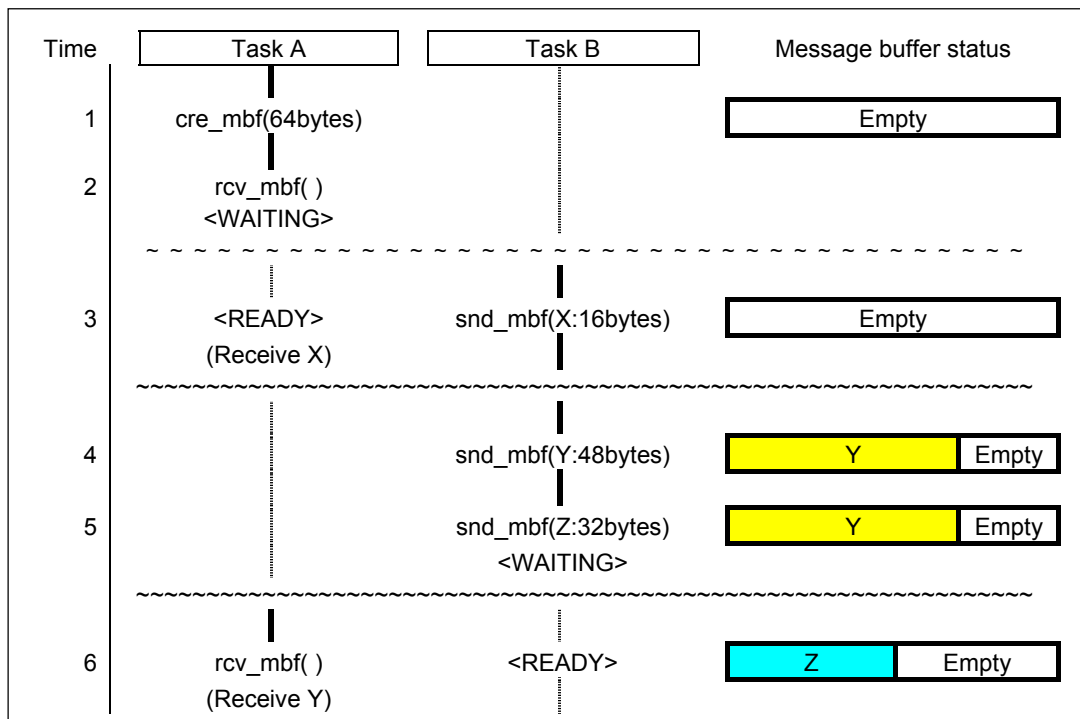 Time Task A Task B Message buffer status
1 cre_mbf(64bytes) Empty
2 rcv_mbf( )
<WAITING>
~ ~ ~ ~ ~ ~ ~ ~ ~ ~ ~ ~ ~ ~ ~ ~ ~ ~ ~ ~ ~ ~ ~ ~ ~ ~ ~ ~ ~ ~ ~ ~ ~ ~ ~ ~ ~
3 <READY> snd_mbf(X:16bytes) Empty
(Receive X)
~~~~~~~~~~~~~~~~~~~~~~~~~~~~~~~~~~~~~~~~~~~~~~~~~~~~~~~~~~~~~~~
4 snd_mbf(Y:48bytes) Y Empty
5 snd_mbf(Z:32bytes) Y Empty
<WAITING>
~~~~~~~~~~~~~~~~~~~~~~~~~~~~~~~~~~~~~~~~~~~~~~~~~~~~~~~~~~~~~~~
6 rcv_mbf( ) <READY> Z Empty
(Receive Y)